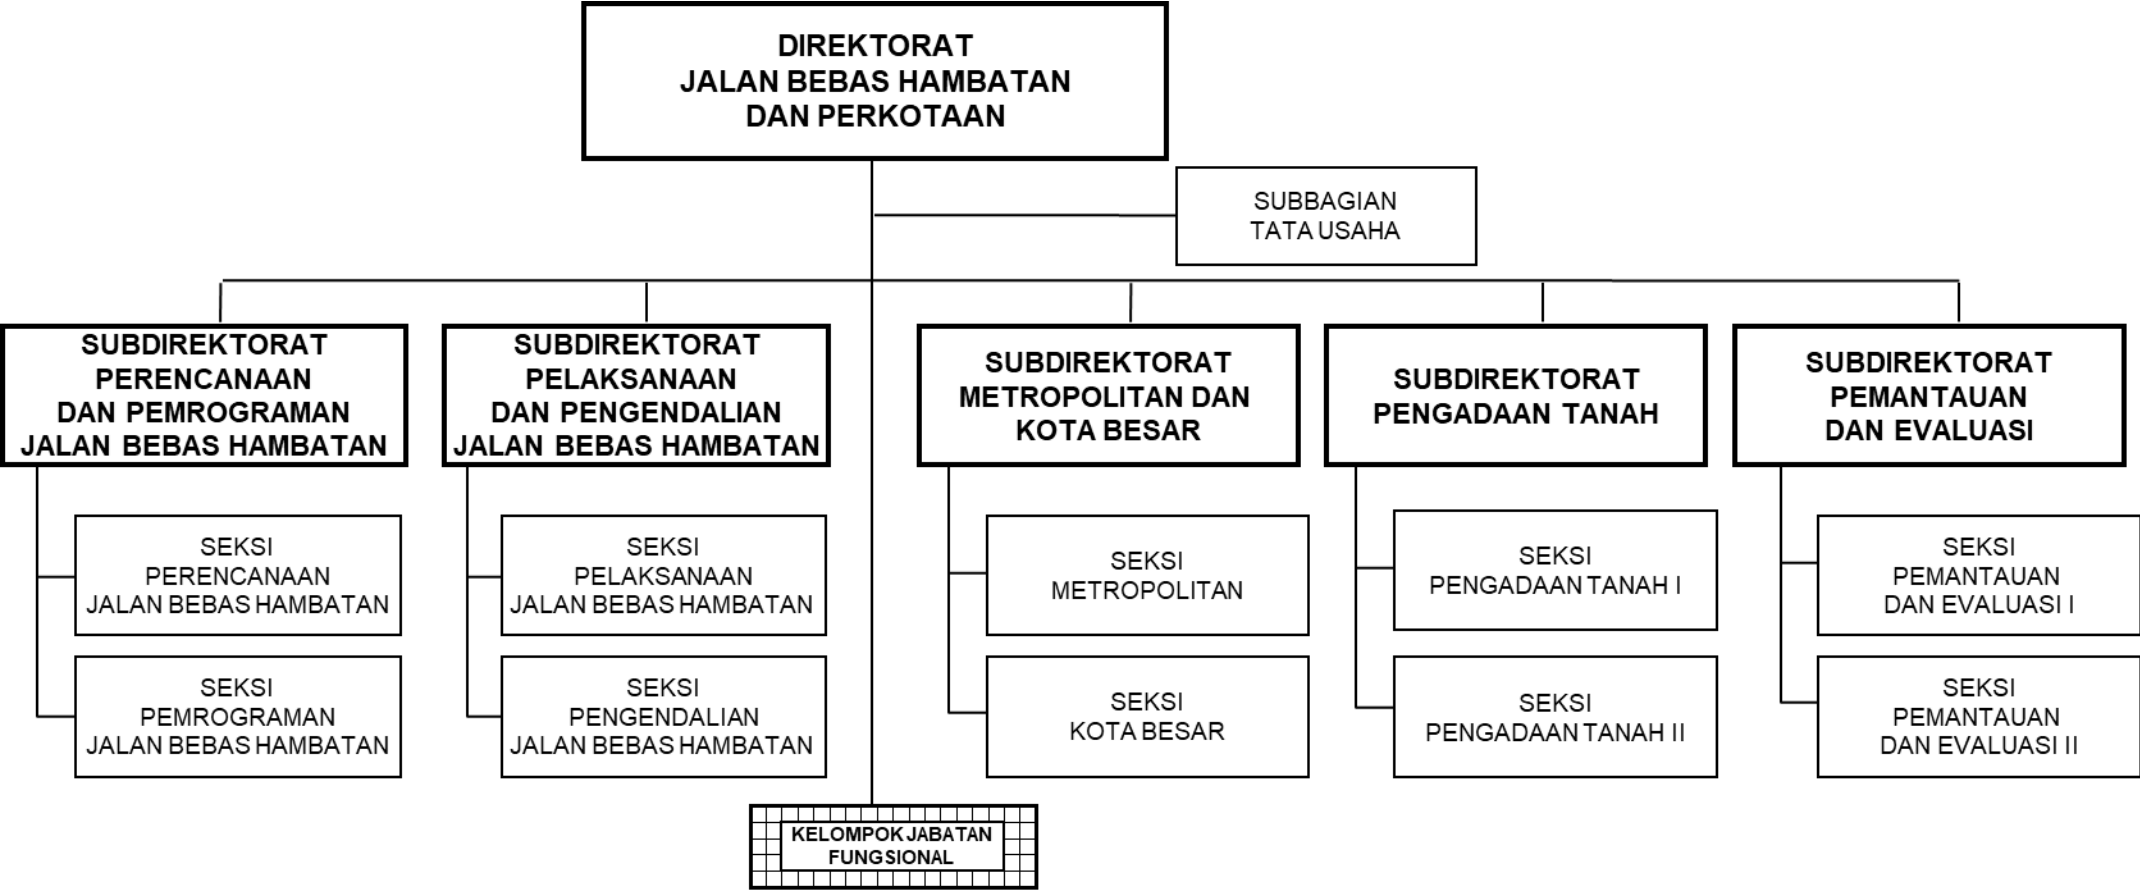 DIREKTORAT
JALAN BEBAS HAMBATAN
DAN PERKOTAAN
SUBBAGIAN
TATA USAHA
SUBDIREKTORAT
PERENCANAAN
DAN PEMROGRAMAN
JALAN BEBAS HAMBATAN
SUBDIREKTORAT
PELAKSANAAN
DAN PENGENDALIAN
JALAN BEBAS HAMBATAN
SUBDIREKTORAT
METROPOLITAN DAN
KOTA BESAR
SUBDIREKTORAT
PENGADAAN TANAH
SUBDIREKTORAT
PEMANTAUAN
DAN EVALUASI
SEKSI
PERENCANAAN
JALAN BEBAS HAMBATAN
SEKSI
PELAKSANAAN
JALAN BEBAS HAMBATAN
SEKSI
METROPOLITAN
SEKSI
PENGADAAN TANAH I
SEKSI
PEMANTAUAN
DAN EVALUASI I
SEKSI
PEMROGRAMAN
JALAN BEBAS HAMBATAN
SEKSI
PENGENDALIAN
JALAN BEBAS HAMBATAN
SEKSI
KOTA BESAR
SEKSI
PENGADAAN TANAH II
SEKSI
PEMANTAUAN
DAN EVALUASI II
KELOMPOK JABATAN
FUNGSIONAL